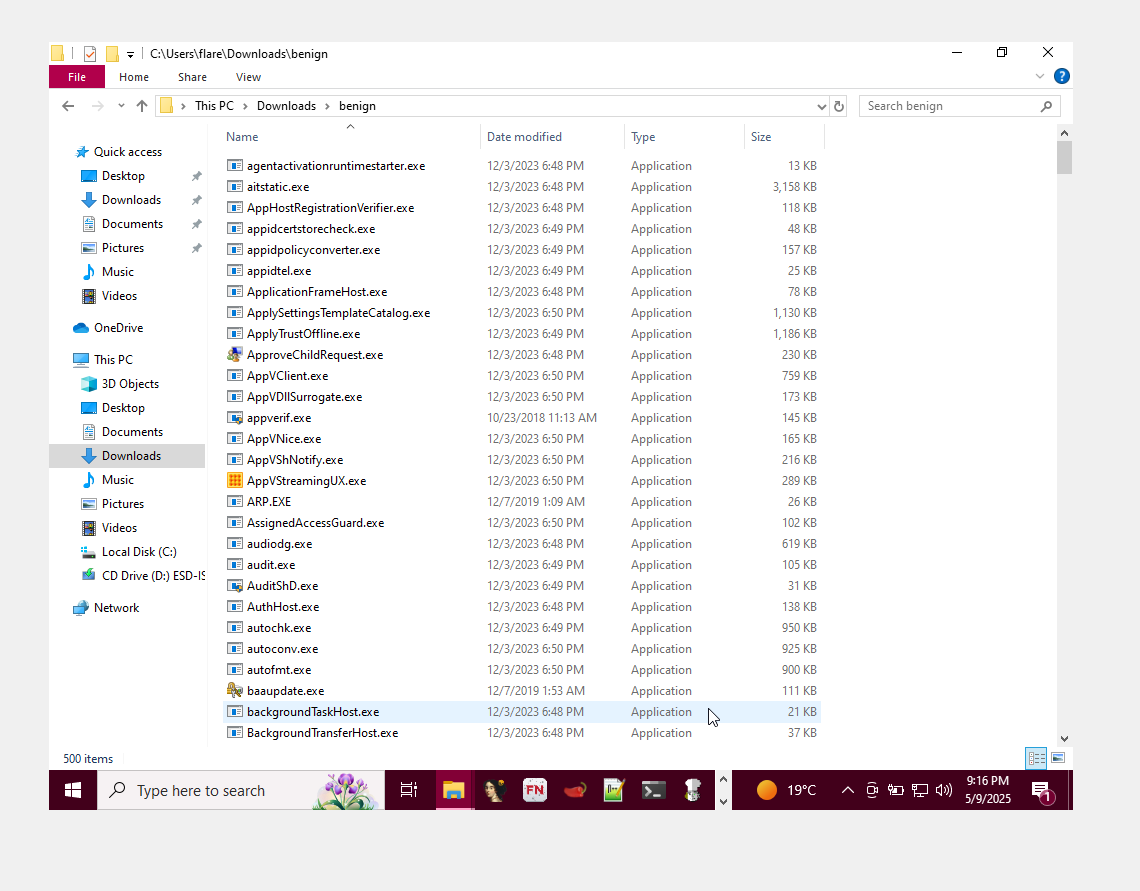 C:\Users\flare\Downloads\benign
File Home Share View
This PC Downloads benign Search benign
Name Date modified Type Size
Quick access
Desktop
Downloads
Documents
Pictures
Music
Videos
OneDrive
This PC
3D Objects
Desktop
Documents
Downloads
Music
Pictures
Videos
Local Disk (C:)
CD Drive (D:) ESD-IS
Network
agentactivationruntimestarter.exe 12/3/2023 6:48 PM Application 13 KB
aitstatic.exe 12/3/2023 6:48 PM Application 3,158 KB
AppHostRegistrationVerifier.exe 12/3/2023 6:48 PM Application 118 KB
appidcertstorecheck.exe 12/3/2023 6:49 PM Application 48 KB
appidpolicyconverter.exe 12/3/2023 6:49 PM Application 157 KB
appidtel.exe 12/3/2023 6:49 PM Application 25 KB
ApplicationFrameHost.exe 12/3/2023 6:48 PM Application 78 KB
ApplySettingsTemplateCatalog.exe 12/3/2023 6:50 PM Application 1,130 KB
ApplyTrustOffline.exe 12/3/2023 6:49 PM Application 1,186 KB
ApproveChildRequest.exe 12/3/2023 6:48 PM Application 230 KB
AppVClient.exe 12/3/2023 6:50 PM Application 759 KB
AppVDllSurrogate.exe 12/3/2023 6:50 PM Application 173 KB
appverif.exe 10/23/2018 11:13 AM Application 145 KB
AppVNice.exe 12/3/2023 6:50 PM Application 165 KB
AppVShNotify.exe 12/3/2023 6:50 PM Application 216 KB
AppVStreamingUX.exe 12/3/2023 6:50 PM Application 289 KB
ARP.EXE 12/7/2019 1:09 AM Application 26 KB
AssignedAccessGuard.exe 12/3/2023 6:50 PM Application 102 KB
audiodg.exe 12/3/2023 6:48 PM Application 619 KB
audit.exe 12/3/2023 6:49 PM Application 105 KB
AuditShD.exe 12/3/2023 6:49 PM Application 31 KB
AuthHost.exe 12/3/2023 6:48 PM Application 138 KB
autochk.exe 12/3/2023 6:49 PM Application 950 KB
autoconv.exe 12/3/2023 6:50 PM Application 925 KB
autofmt.exe 12/3/2023 6:50 PM Application 900 KB
baaupdate.exe 12/7/2019 1:53 AM Application 111 KB
backgroundTaskHost.exe 12/3/2023 6:48 PM Application 21 KB
BackgroundTransferHost.exe 12/3/2023 6:48 PM Application 37 KB
500 items
Type here to search FN 19°C 9:16 PM 1
5/9/2025